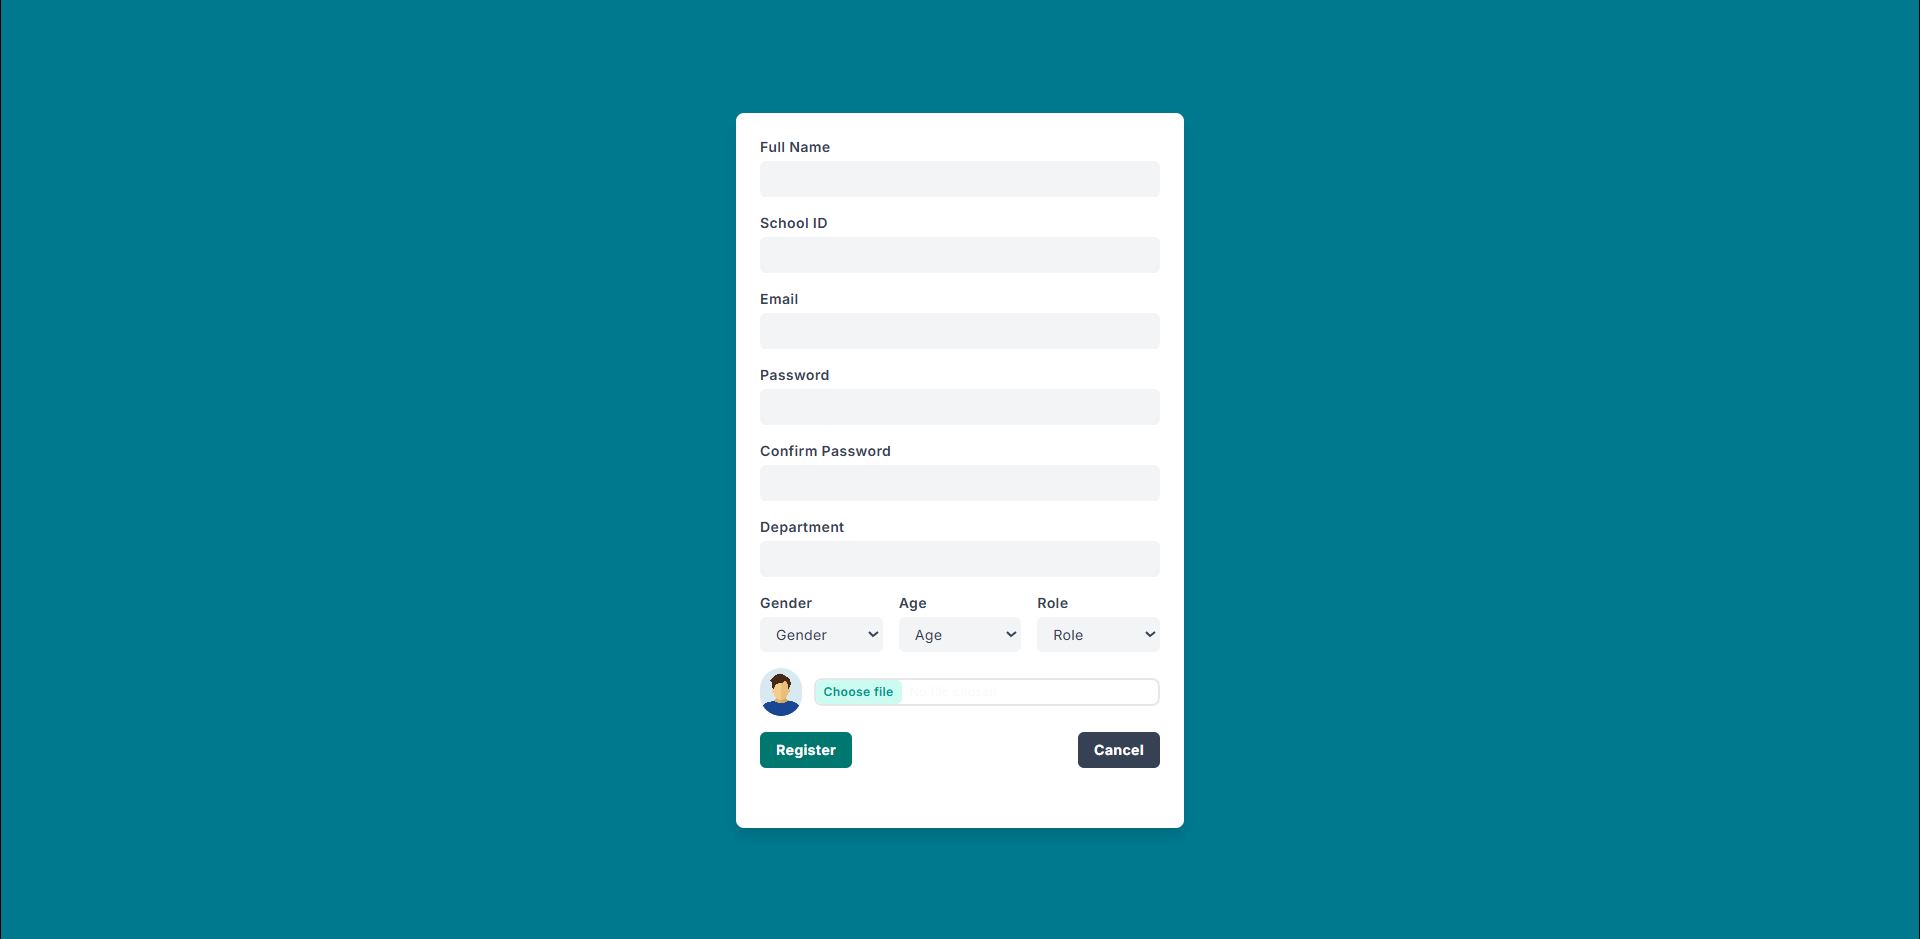 Full Name
School ID
Email
Password
Confirm Password
Department
Gender Age Role
Gender Age Role
Choose file No file chosen
Register Cancel